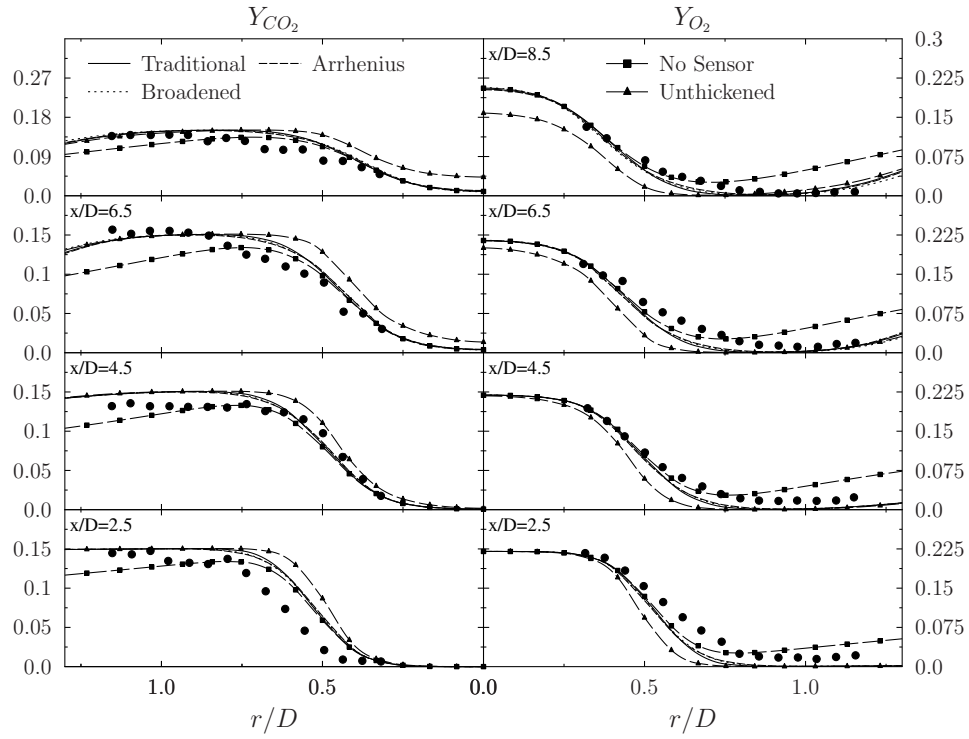 Y_{CO_2} Y_{O_2}
Traditional Arrhenius
Broadened
x/D=8.5
No Sensor
Unthickened
0.27
0.18
0.09
0.0
0.3
0.225
0.15
0.075
0.0
x/D=6.5
x/D=6.5
0.15
0.1
0.05
0.0
0.225
0.15
0.075
0.0
x/D=4.5
x/D=4.5
0.15
0.1
0.05
0.0
0.225
0.15
0.075
0.0
x/D=2.5
x/D=2.5
0.15
0.1
0.05
0.0
0.225
0.15
0.075
0.0
1.0 0.5 0.0 0.5 1.0
r/D r/D